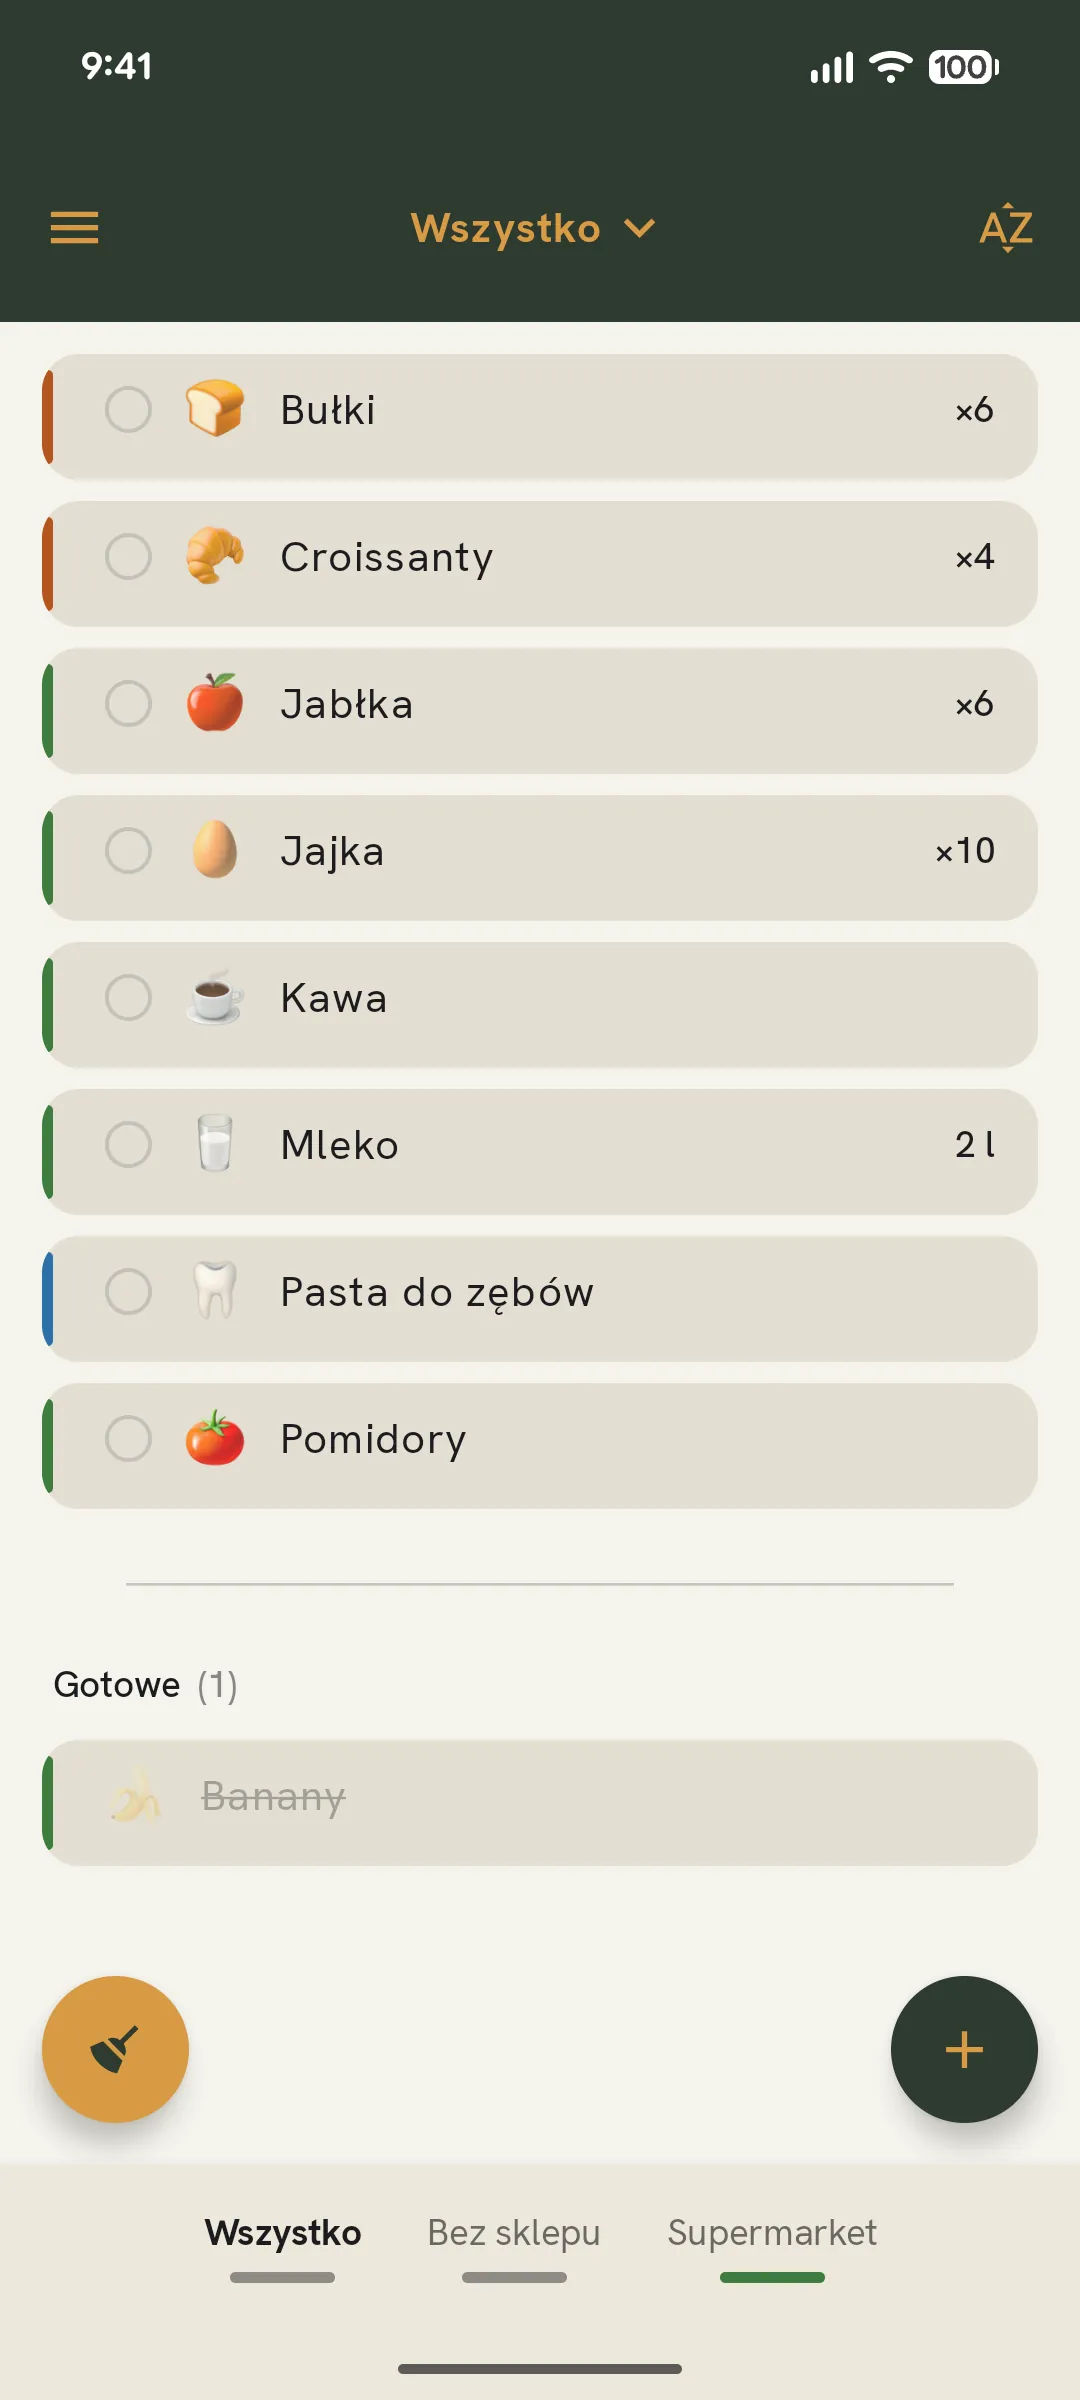 9:41
100
Wszystko
AZ
Bułki ×6
Croissanty ×4
Jabłka ×6
Jajka ×10
Kawa
Mleko 2 l
Pasta do zębów
Pomidory
Gotowe (1)
Banany
Wszystko Bez sklepu Supermarket